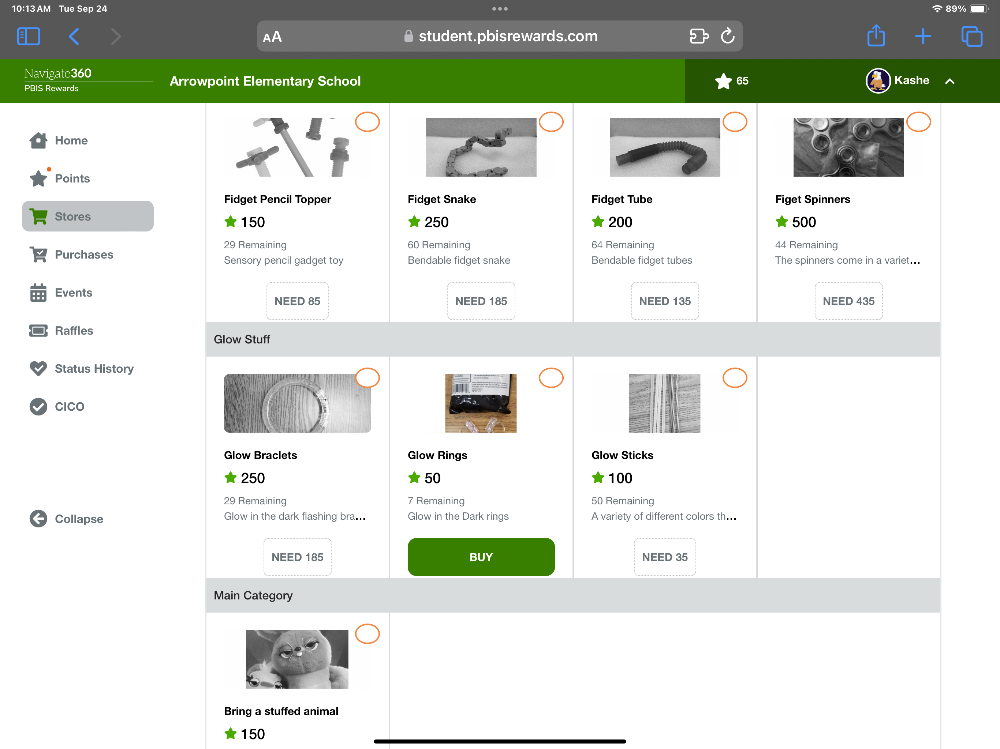 10:13 AM Tue Sep 24
89%
AA
student.pbisrewards.com
Navigate360
PBIS Rewards
Arrowpoint Elementary School
65
Kashe
Home
Points
Stores
Purchases
Events
Raffles
Status History
CICO
Collapse
Fidget Pencil Topper
150
29 Remaining
Sensory pencil gadget toy
NEED 85
Fidget Snake
250
60 Remaining
Bendable fidget snake
NEED 185
Fidget Tube
200
64 Remaining
Bendable fidget tubes
NEED 135
Figet Spinners
500
44 Remaining
The spinners come in a variet...
NEED 435
Glow Stuff
Glow Braclets
250
29 Remaining
Glow in the dark flashing bra...
NEED 185
Glow Rings
50
7 Remaining
Glow in the Dark rings
BUY
Glow Sticks
100
50 Remaining
A variety of different colors th...
NEED 35
Main Category
Bring a stuffed animal
150